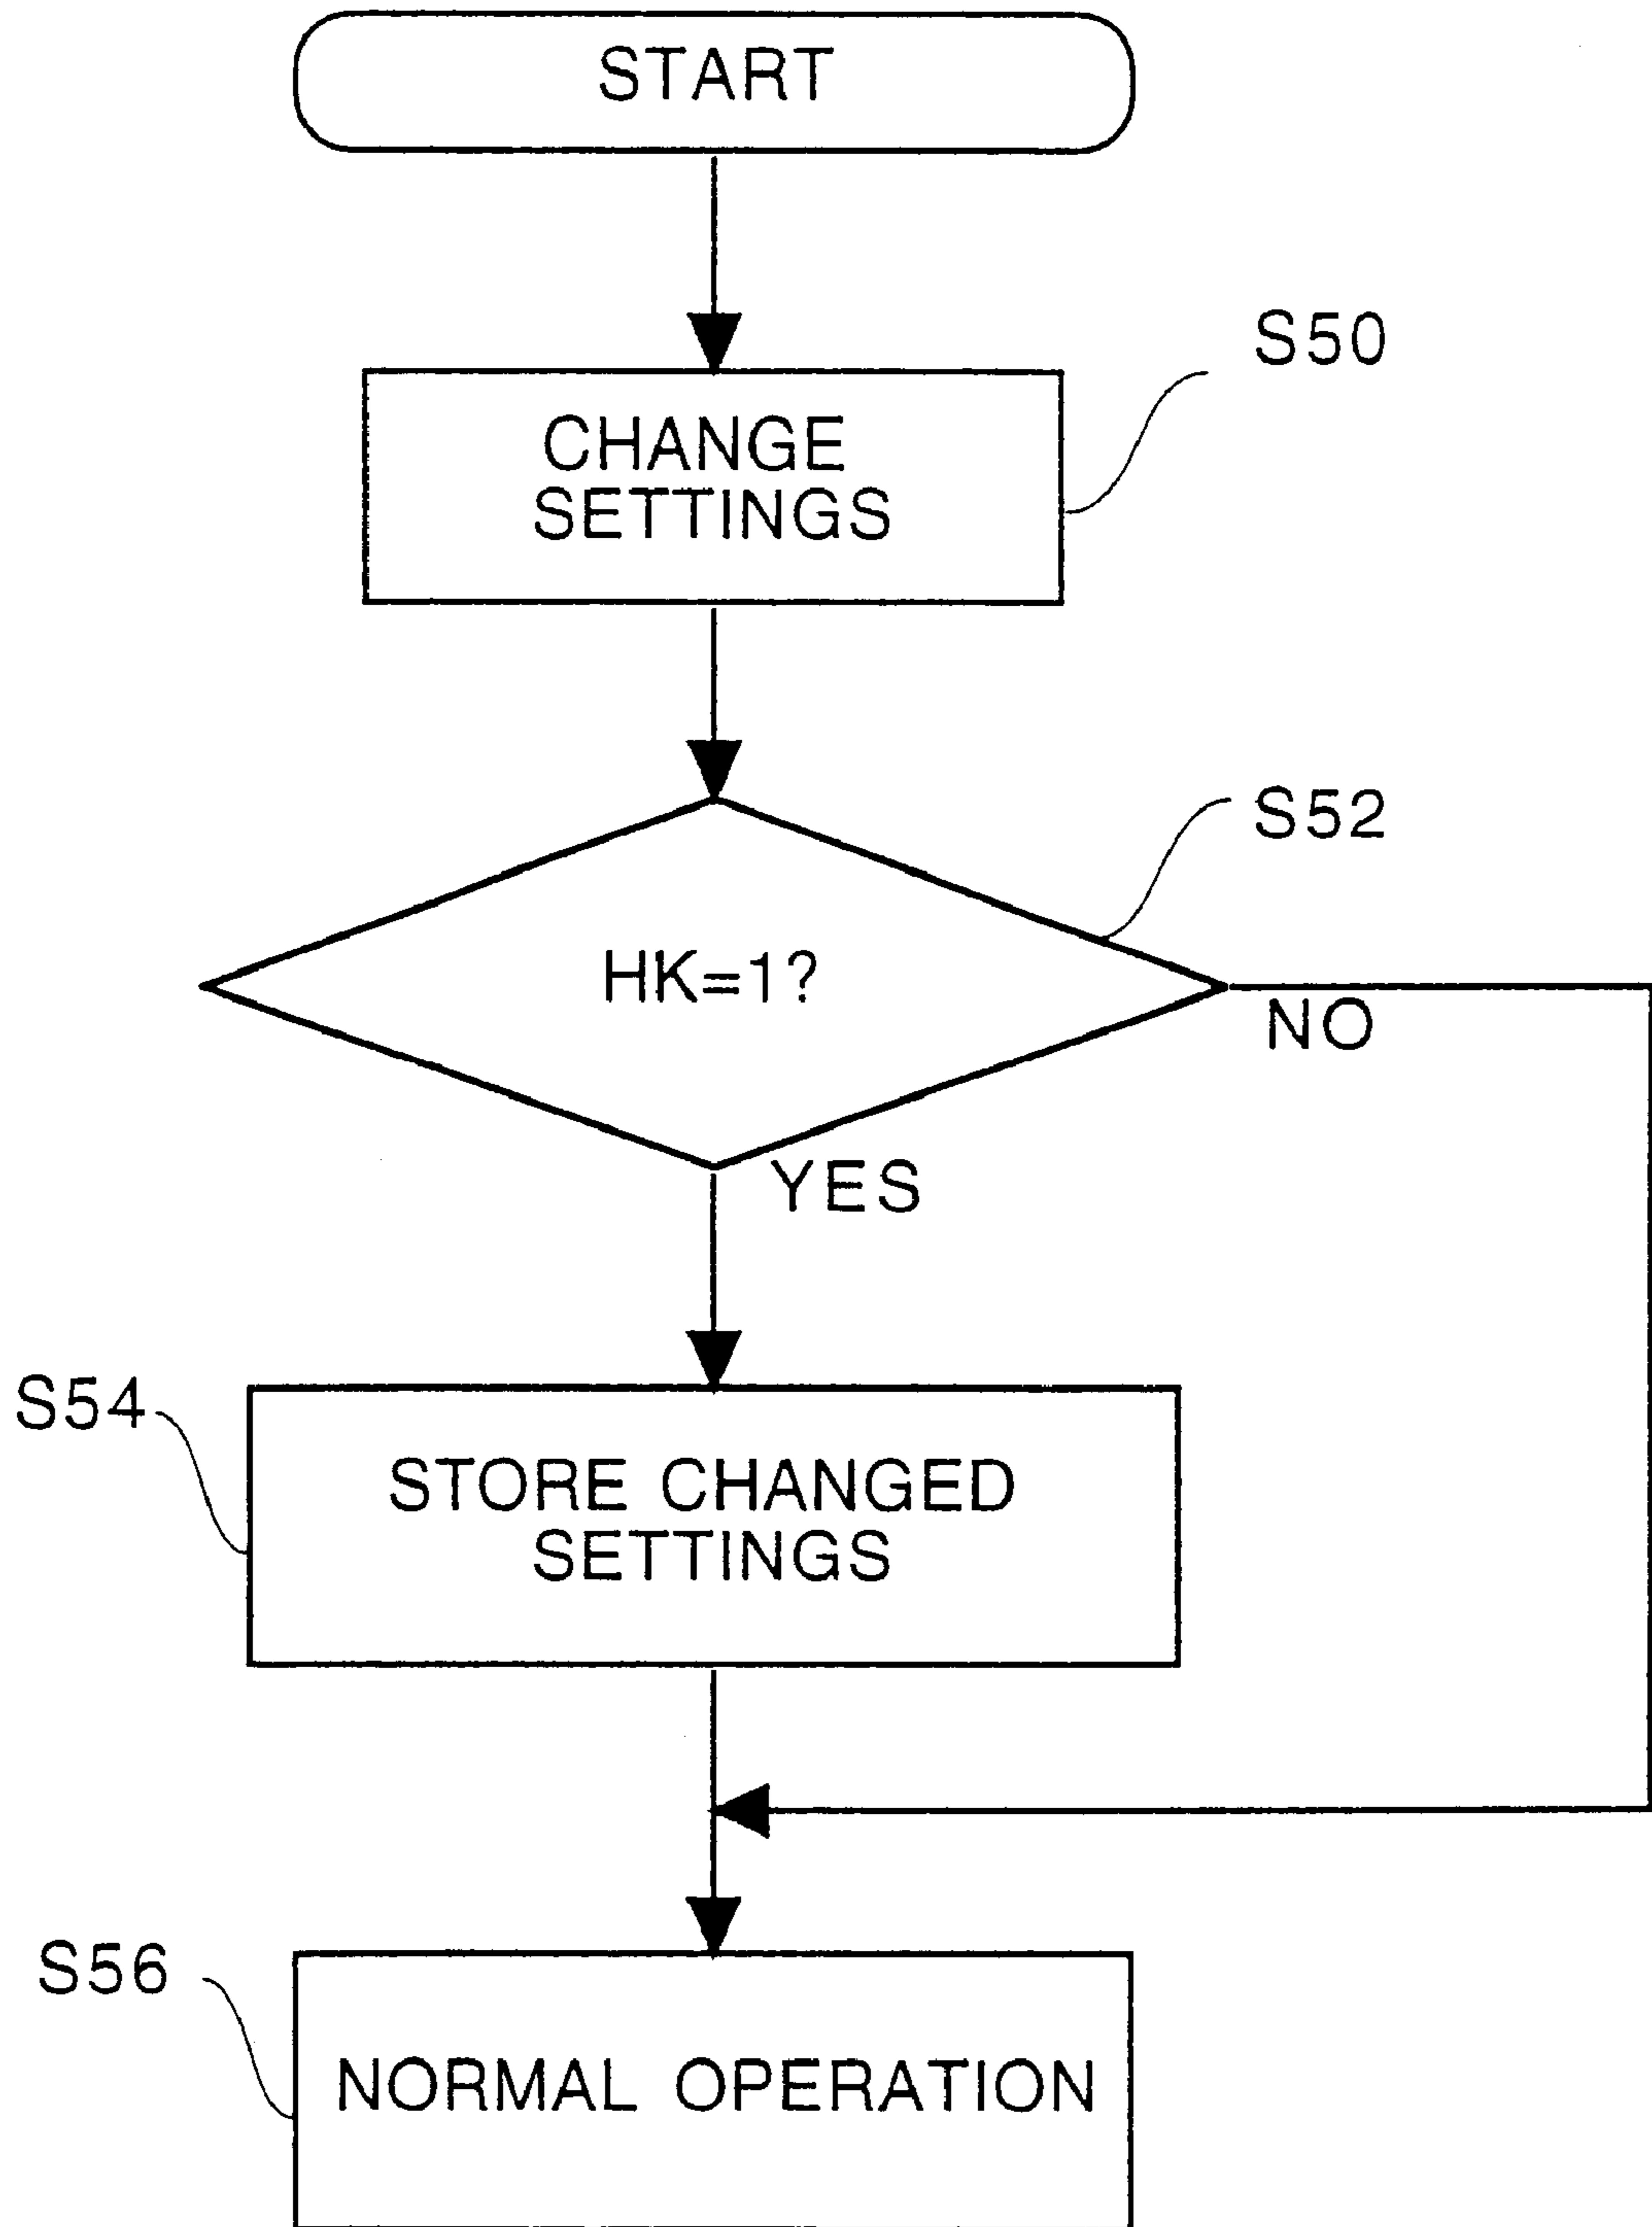 START
S50
CHANGE
SETTINGS
S52
HK=1?
NO
YES
S54
STORE CHANGED
SETTINGS
S56
NORMAL OPERATION